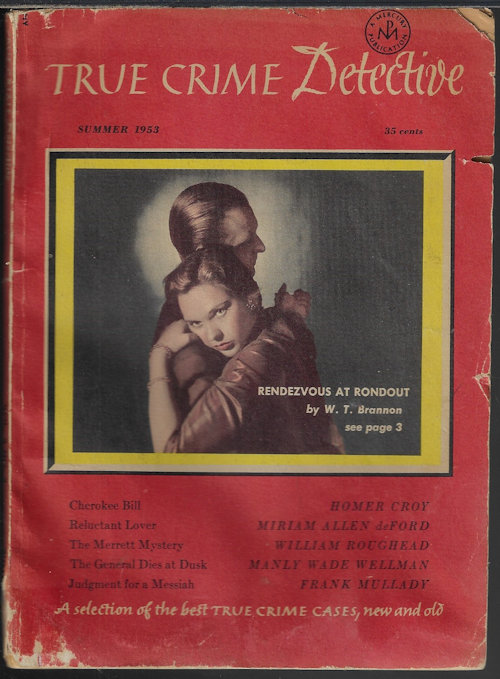 A MERCURY PUBLICATION
TRUE CRIME Detective
SUMMER 1953 35 cents
RENDEZVOUS AT RONDOUT
by W. T. Brannon
see page 3
Cherokee Bill HOMER CROY
Reluctant Lover MIRIAM ALLEN deFORD
The Merrett Mystery WILLIAM ROUGHEAD
The General Dies at Dusk MANLY WADE WELLMAN
Judgment for a Messiah FRANK MULLADY
A selection of the best TRUE CRIME CASES, new and old